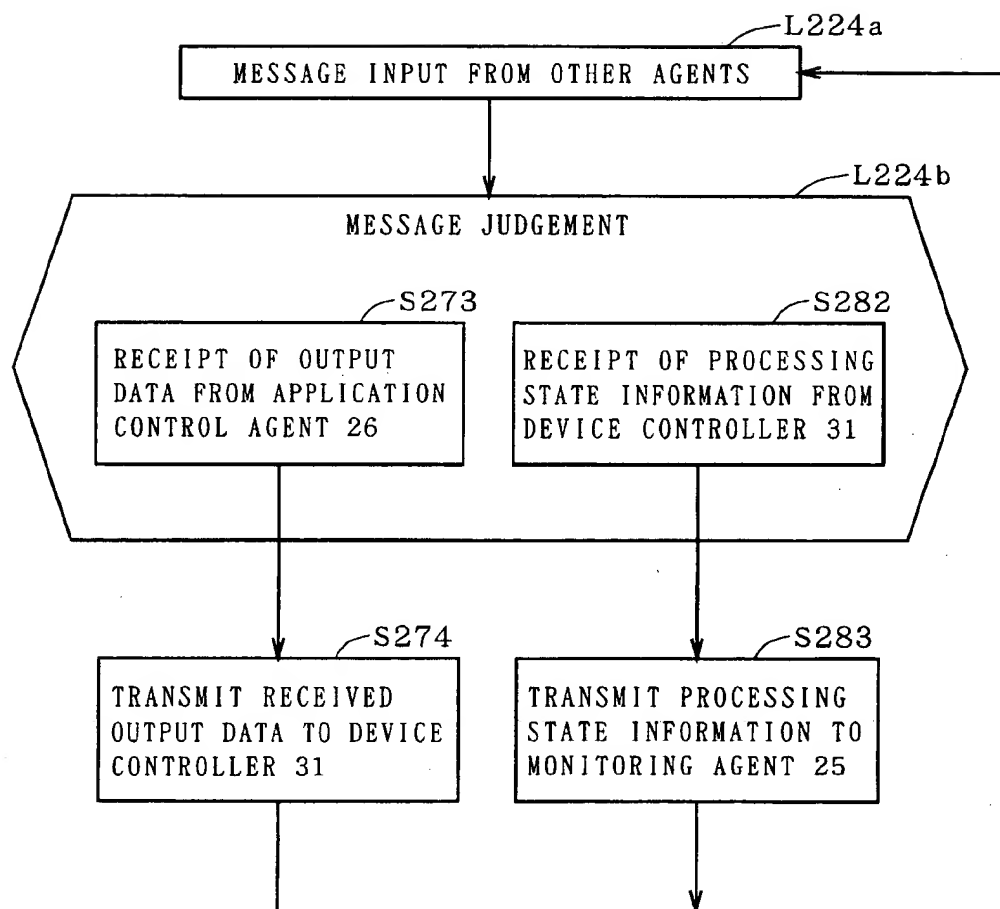 L224a
MESSAGE INPUT FROM OTHER AGENTS
L224b
MESSAGE JUDGEMENT
S273
RECEIPT OF OUTPUT
DATA FROM APPLICATION
CONTROL AGENT 26
S282
RECEIPT OF PROCESSING
STATE INFORMATION FROM
DEVICE CONTROLLER 31
S274
TRANSMIT RECEIVED
OUTPUT DATA TO DEVICE
CONTROLLER 31
S283
TRANSMIT PROCESSING
STATE INFORMATION TO
MONITORING AGENT 25